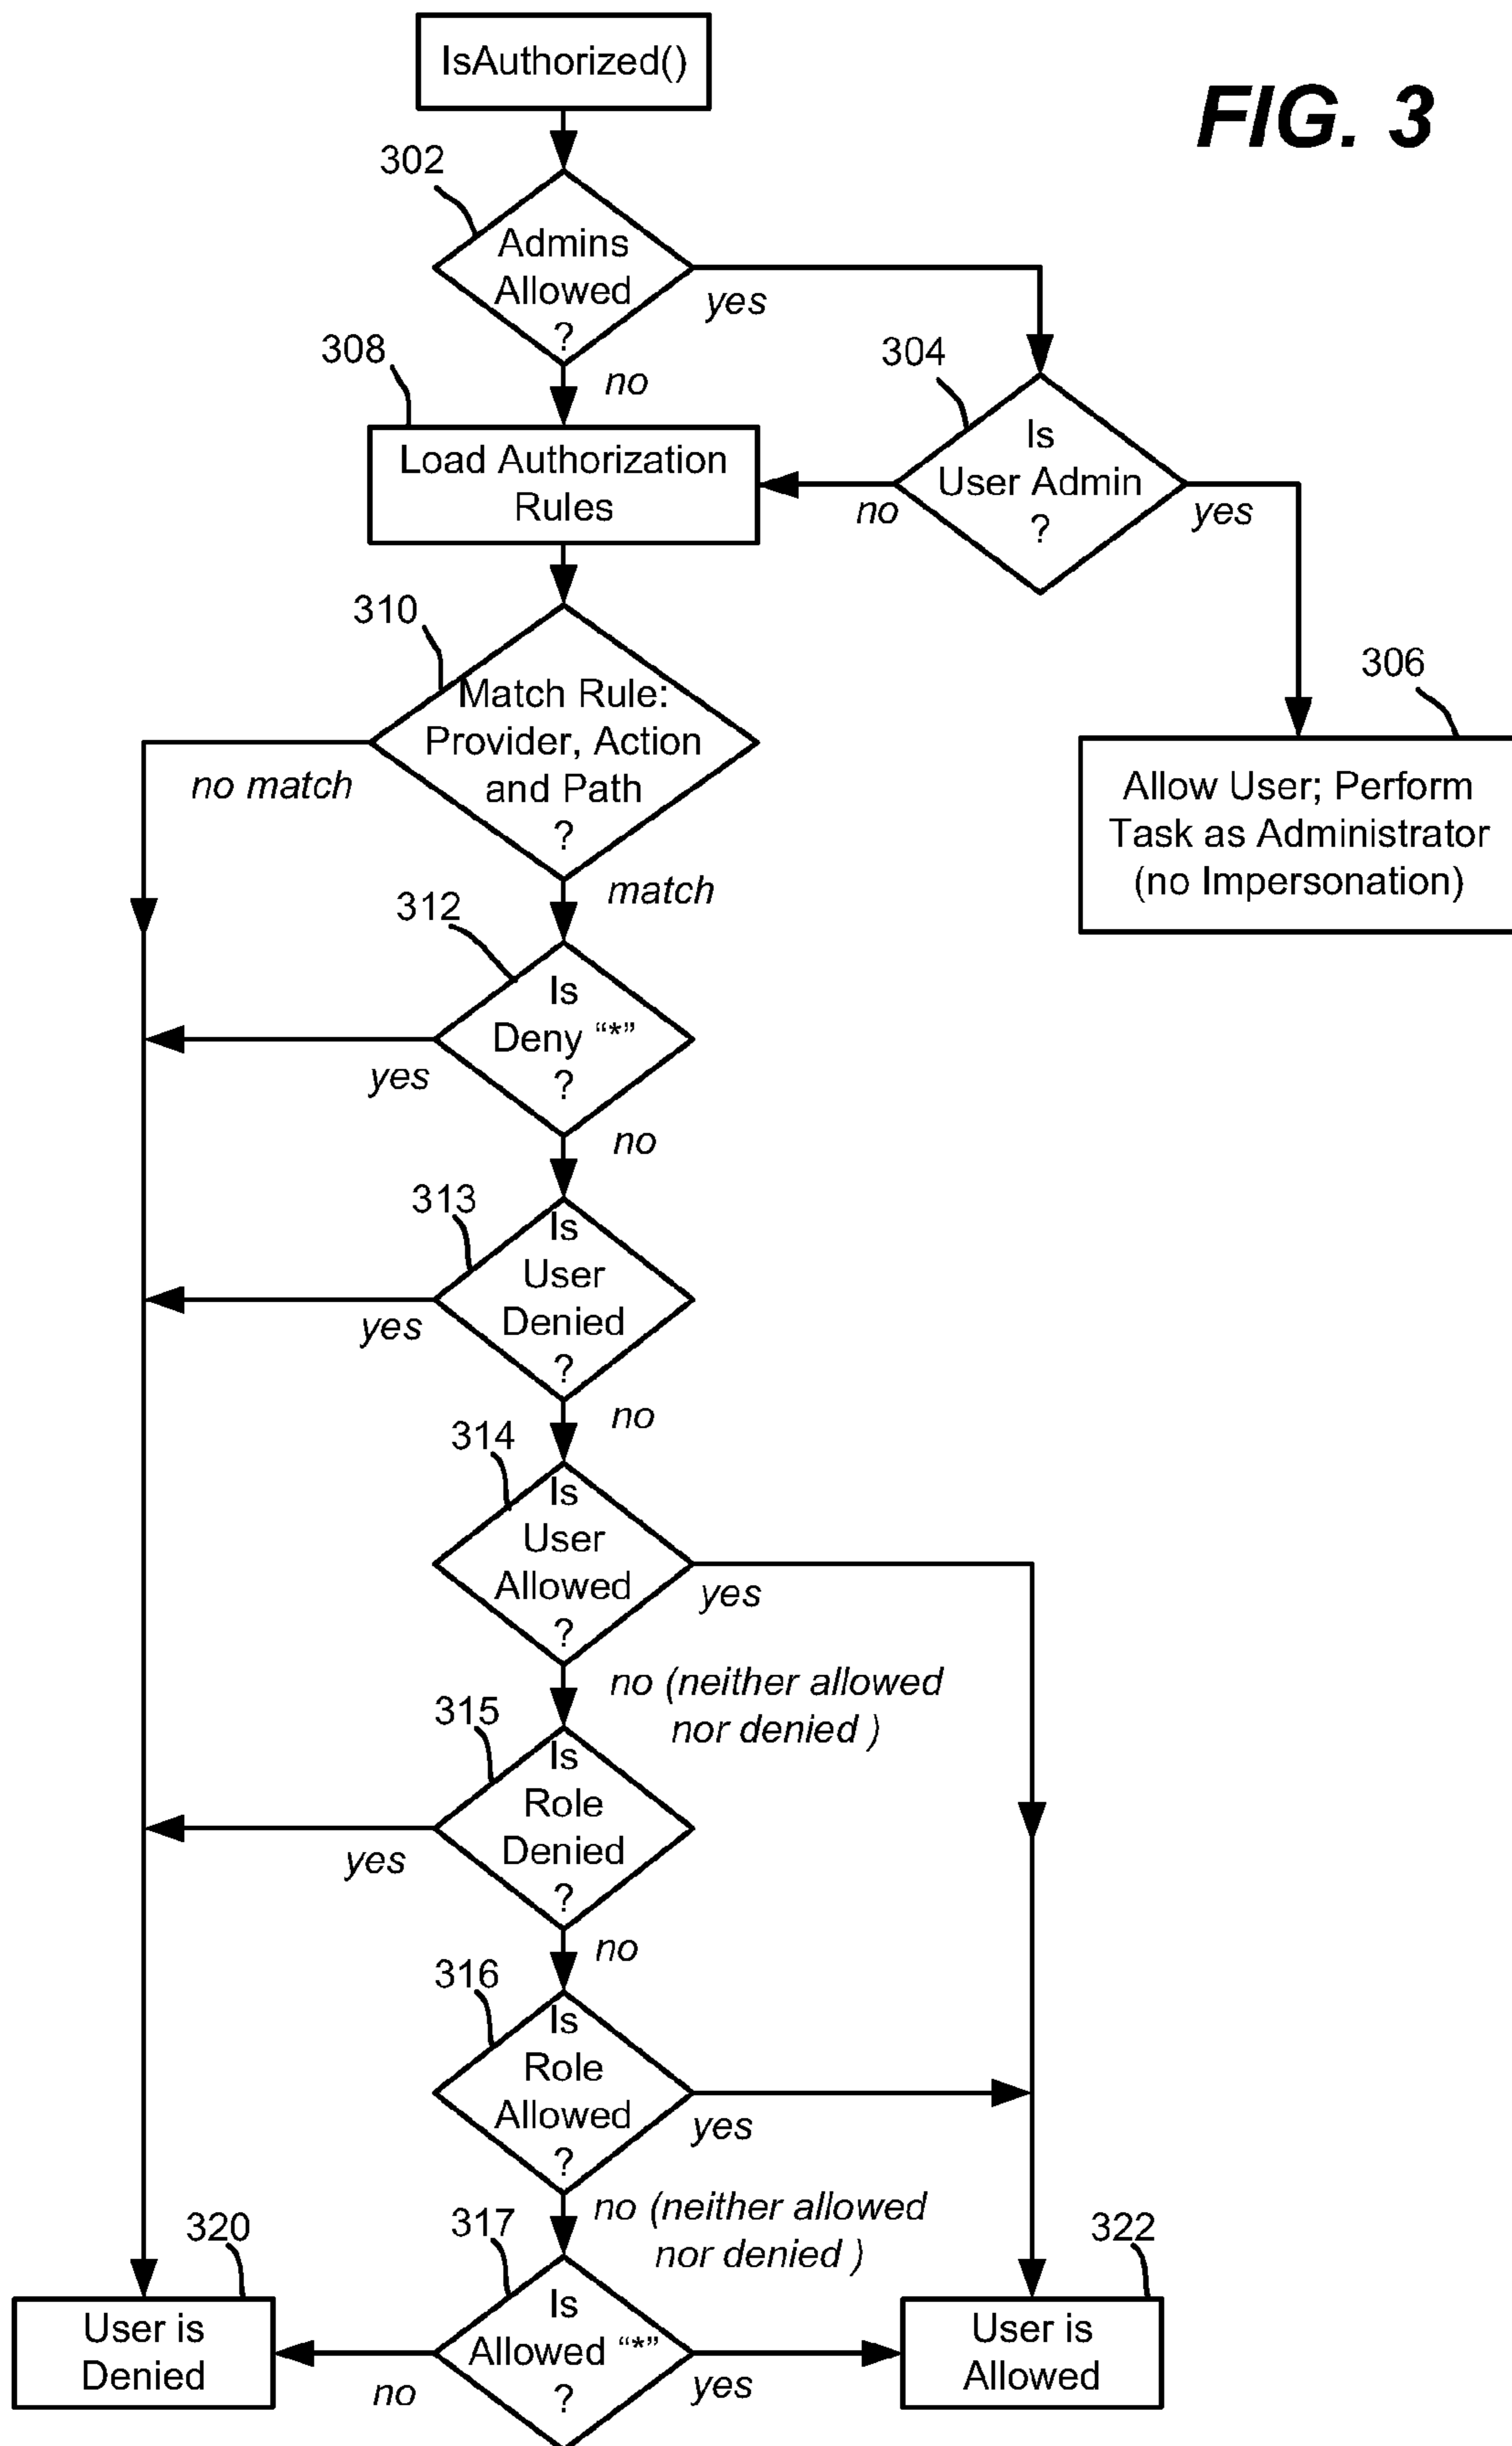 IsAuthorized()
FIG. 3
302
Admins
Allowed
?
yes
no
304
Is
User Admin
?
no
yes
308
Load Authorization
Rules
306
Allow User; Perform
Task as Administrator
(no Impersonation)
310
Match Rule:
Provider, Action
and Path
?
no match
match
312
Is
Deny “*”
?
yes
no
313
Is
User
Denied
?
yes
no
314
Is
User
Allowed
?
yes
no (neither allowed
nor denied )
315
Is
Role
Denied
?
yes
no
316
Is
Role
Allowed
?
yes
no (neither allowed
nor denied )
317
Is
Allowed “*”
?
no
yes
320
User is
Denied
322
User is
Allowed